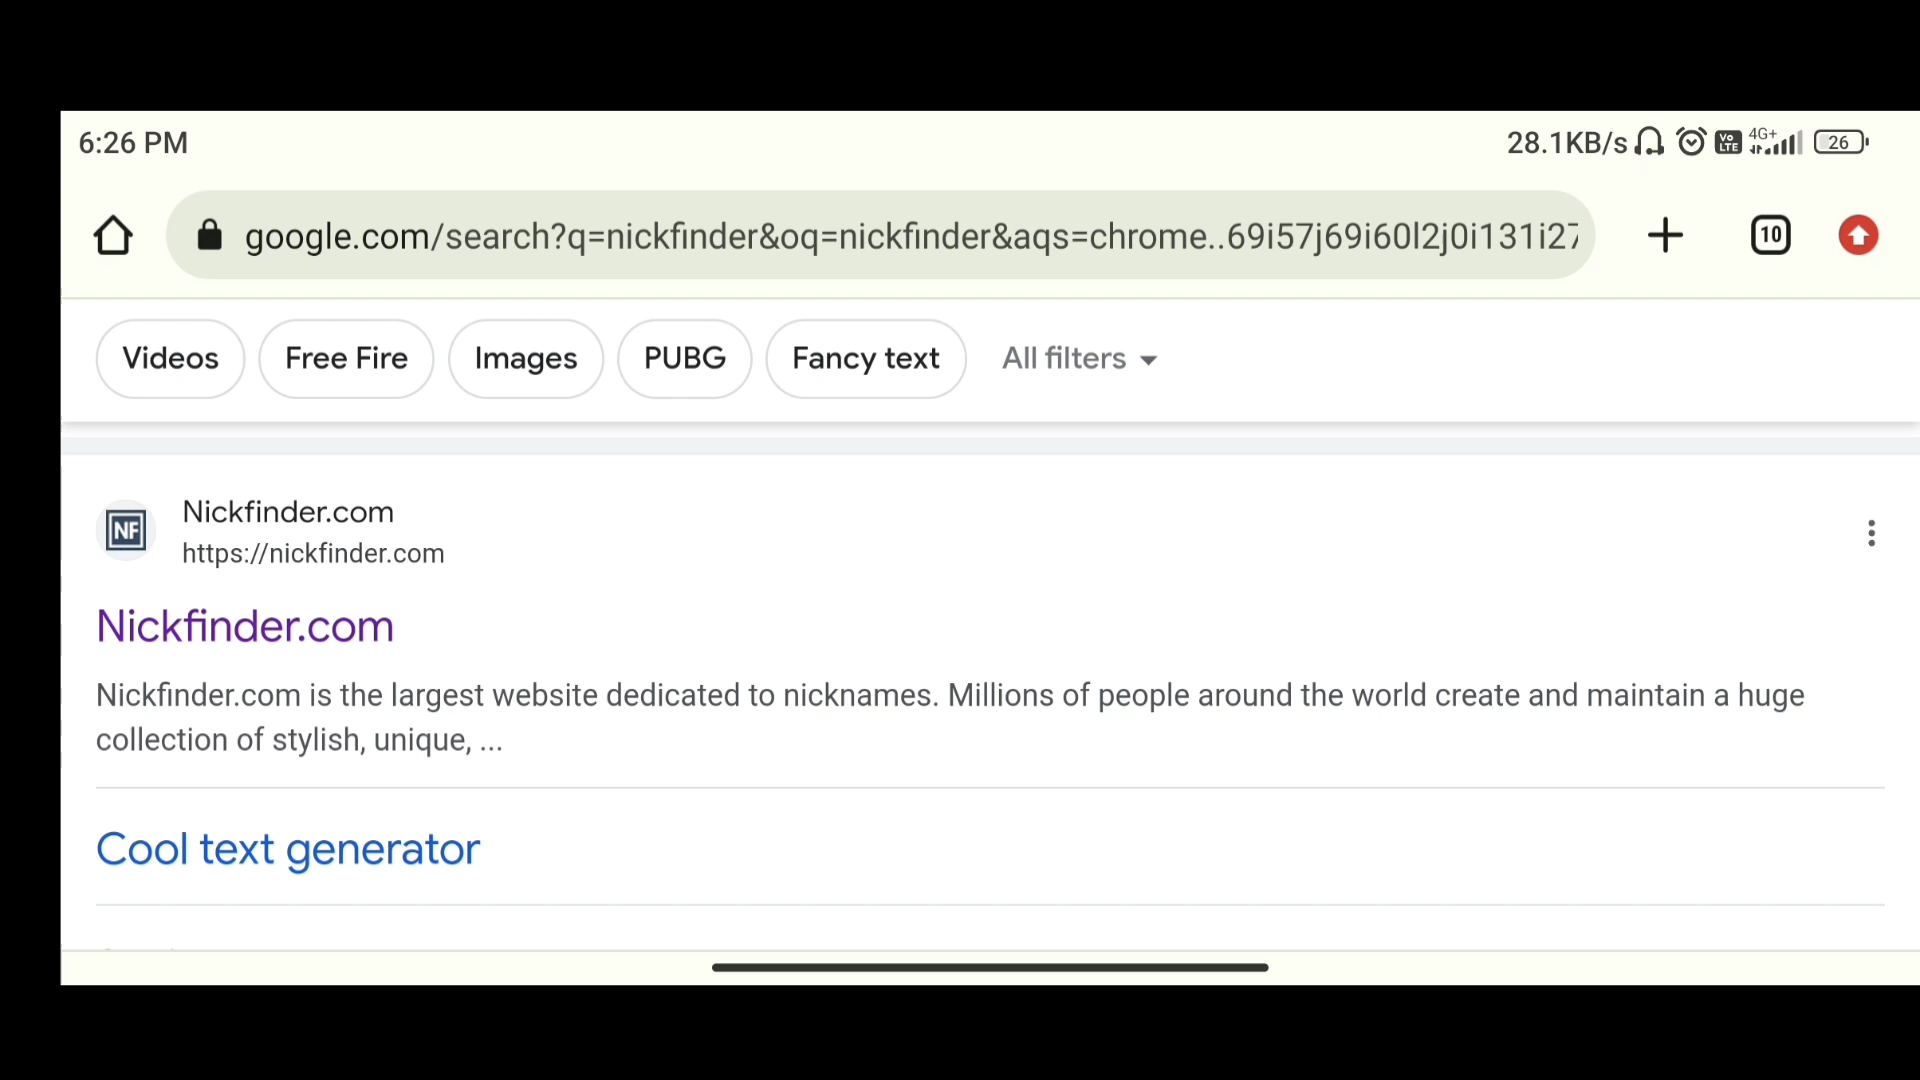 6:26 PM
28.1KB/s Vo LTE 4G+ 26
google.com/search?q=nickfinder&oq=nickfinder&aqs=chrome..69i57j69i60l2j0i131i27
10
Videos
Free Fire
Images
PUBG
Fancy text
All filters
NF
Nickfinder.com
https://nickfinder.com
Nickfinder.com
Nickfinder.com is the largest website dedicated to nicknames. Millions of people around the world create and maintain a huge
collection of stylish, unique, ...
Cool text generator